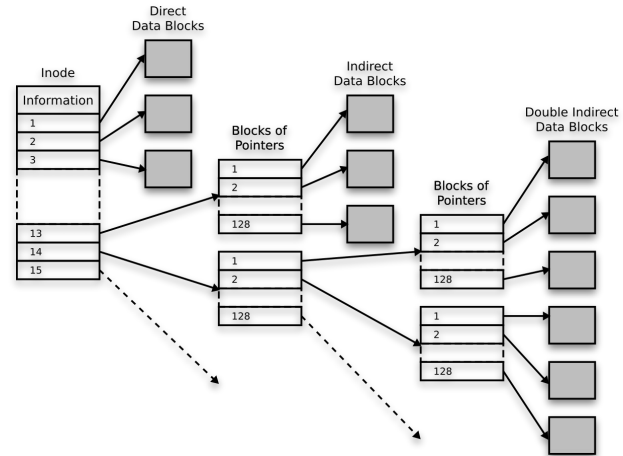 Direct
Data Blocks
Inode
Information
1
2
3
13
14
15
Indirect
Data Blocks
Blocks of
Pointers
1
2
128
1
2
128
Double Indirect
Data Blocks
Blocks of
Pointers
1
2
128
1
2
128